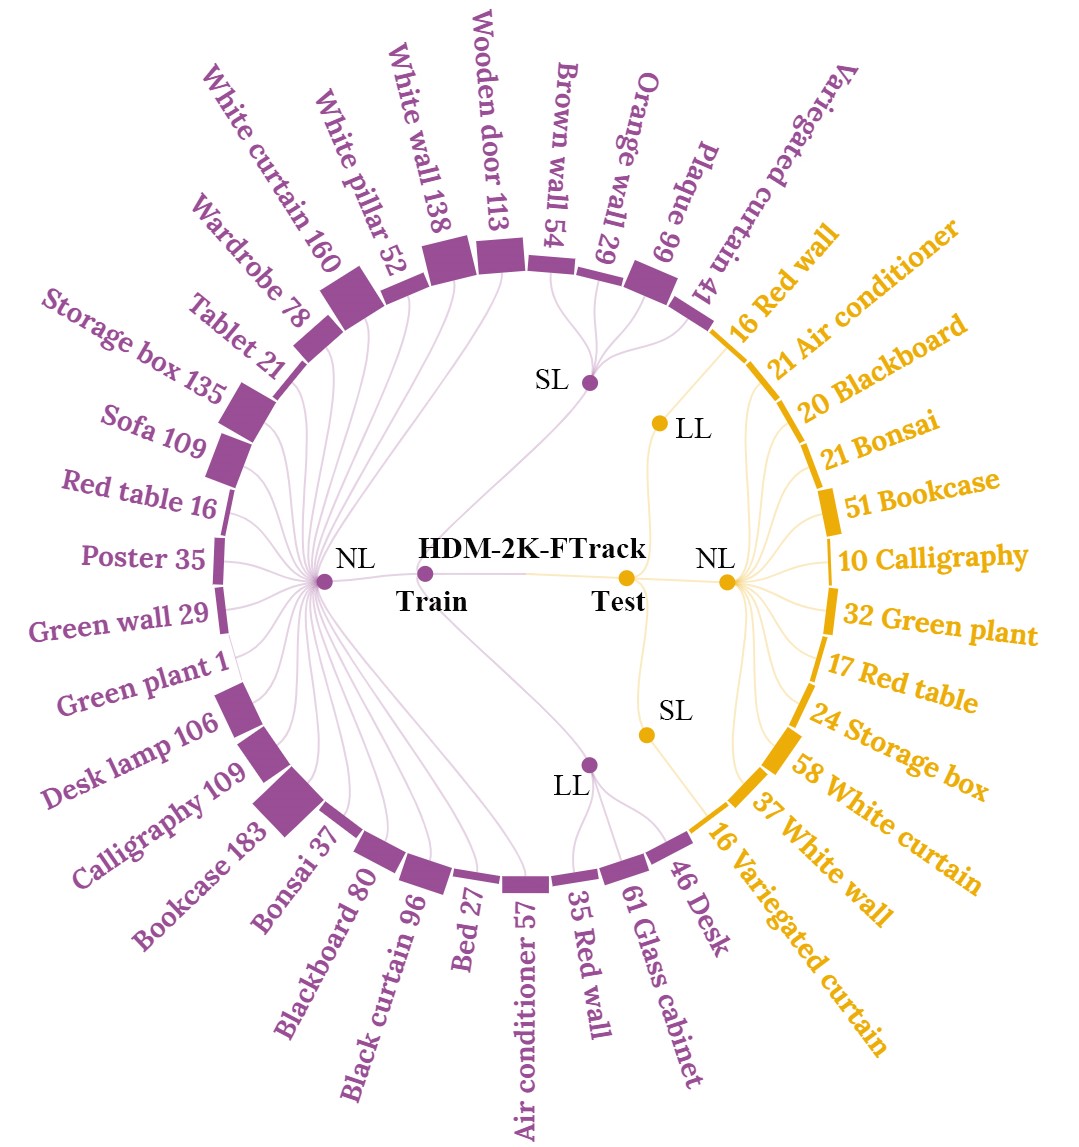 HDM-2K-FTrack
Train
Test
NL
SL
LL
NL
LL
SL
Wooden door 113
White wall 138
White pillar 52
White curtain 160
Wardrobe 78
Tablet 21
Storage box 135
Sofa 109
Red table 16
Poster 35
Green wall 29
Green plant 1
Desk lamp 106
Calligraphy 109
Bookcase 183
Bonsai 37
Blackboard 80
Black curtain 96
Bed 27
Air conditioner 57
35 Red wall
61 Glass cabinet
46 Desk
Brown wall 54
Orange wall 29
Plaque 99
Variegated curtain 41
16 Red wall
21 Air conditioner
20 Blackboard
21 Bonsai
51 Bookcase
10 Calligraphy
32 Green plant
17 Red table
24 Storage box
58 White curtain
37 White wall
16 Variegated curtain